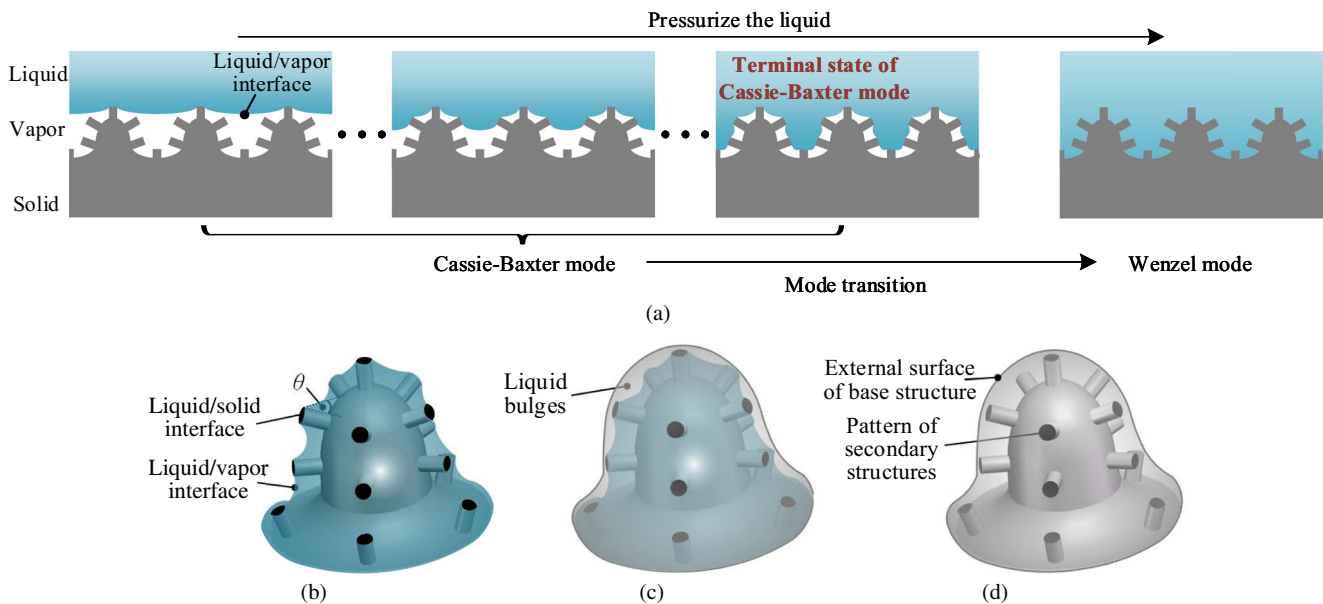 Pressurize the liquid
Liquid
Vapor
Solid
Liquid/vapor
interface
Terminal state of
Cassie-Baxter mode
Cassie-Baxter mode
Mode transition
Wenzel mode
(a)
θ
Liquid/solid
interface
Liquid/vapor
interface
(b)
Liquid
bulges
(c)
External surface
of base structure
Pattern of
secondary
structures
(d)